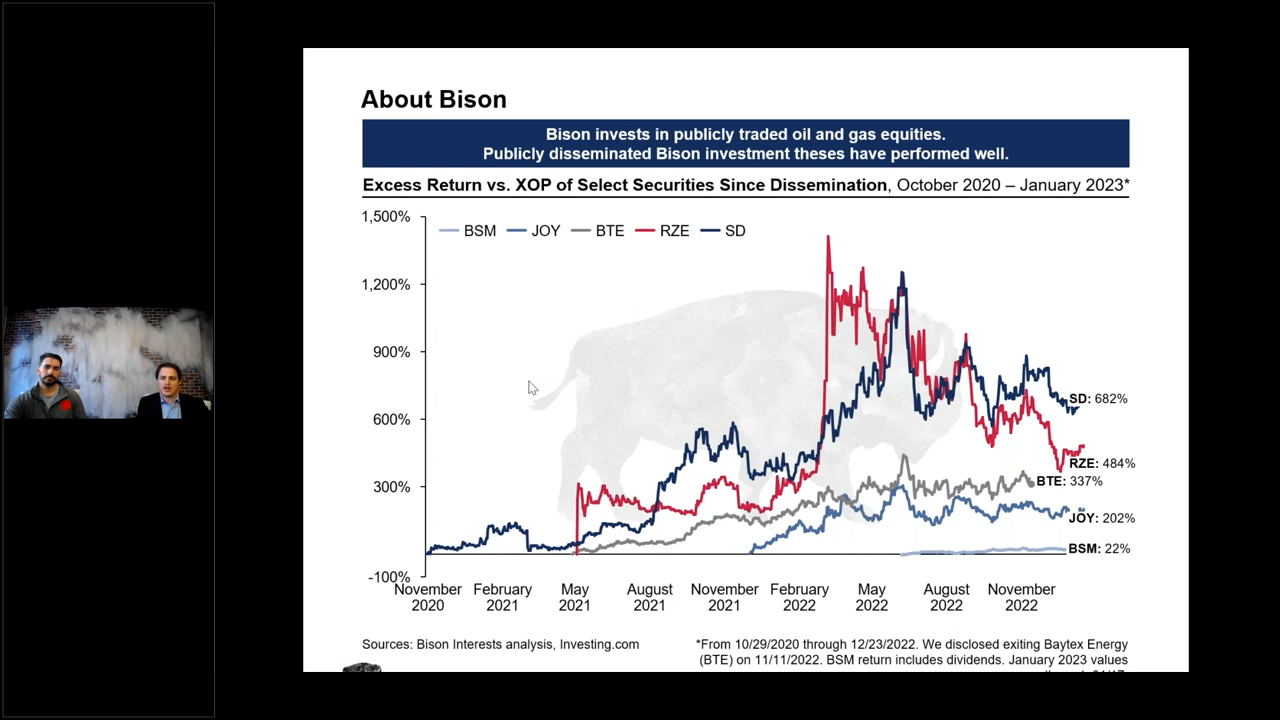 About Bison
Bison invests in publicly traded oil and gas equities.
Publicly disseminated Bison investment theses have performed well.
Excess Return vs. XOP of Select Securities Since Dissemination, October 2020 – January 2023*
1,500%
BSM JOY BTE RZE SD
1,200%
900%
600%
300%
-100%
SD: 682%
RZE: 484%
BTE: 337%
JOY: 202%
BSM: 22%
November February May August November February May August November
2020 2021 2021 2021 2021 2022 2022 2022 2022
Sources: Bison Interests analysis, Investing.com
*From 10/29/2020 through 12/23/2022. We disclosed exiting Baytex Energy
(BTE) on 11/11/2022. BSM return includes dividends. January 2023 values